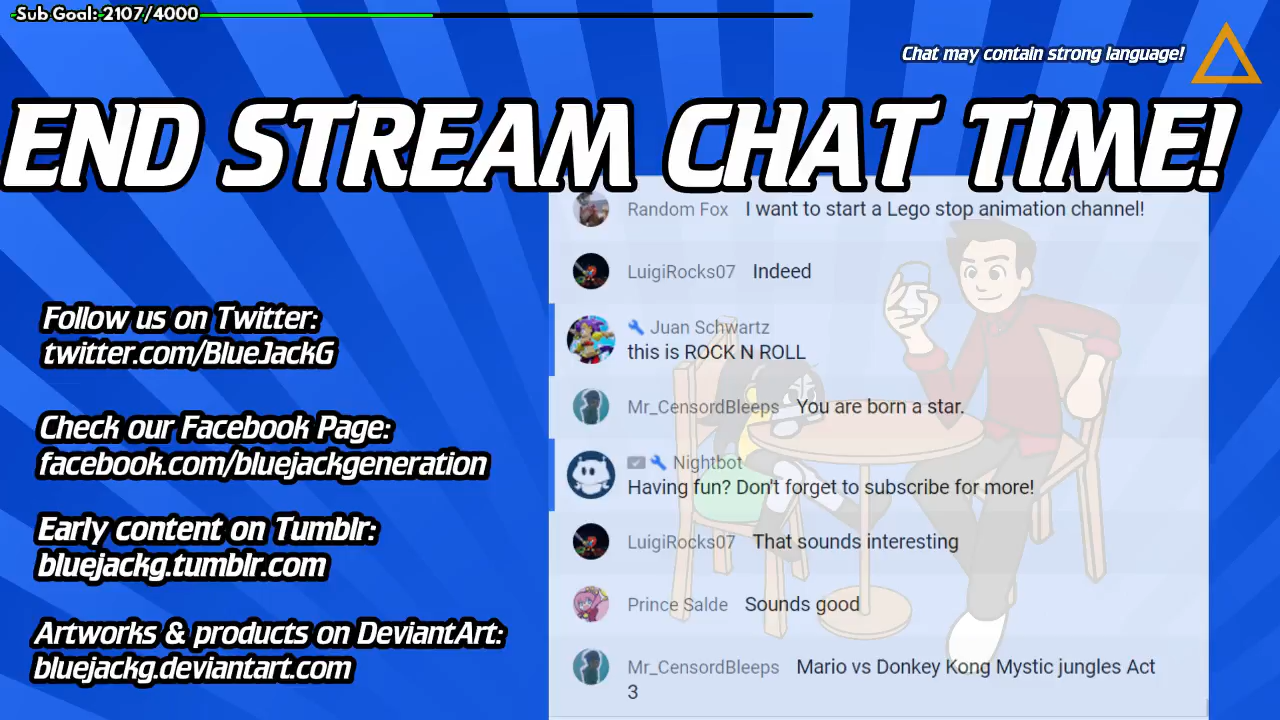 Sub Goal: 2107/4000
Chat may contain strong language!
END STREAM CHAT TIME!
Random Fox I want to start a Lego stop animation channel!
LuigiRocks07 Indeed
Juan Schwartz
this is ROCK N ROLL
Mr_CensordBleeps You are born a star.
Nightbot
Having fun? Don't forget to subscribe for more!
LuigiRocks07 That sounds interesting
Prince Salde Sounds good
Mr_CensordBleeps Mario vs Donkey Kong Mystic jungles Act
3
Follow us on Twitter:
twitter.com/BlueJackG
Check our Facebook Page:
facebook.com/bluejackgeneration
Early content on Tumblr:
bluejackg.tumblr.com
Artworks & products on DeviantArt:
bluejackg.deviantart.com